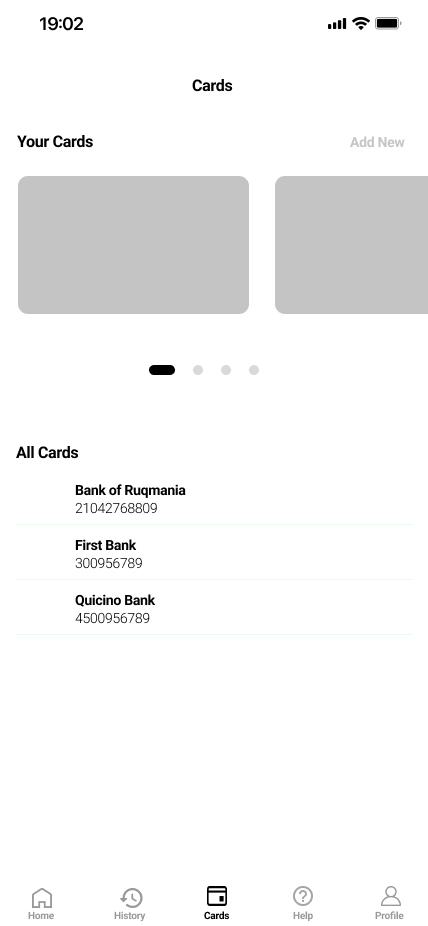 19:02
Cards
Your Cards
Add New
All Cards
Bank of Ruqmania
21042768809
First Bank
300956789
Quicino Bank
4500956789
Home
History
Cards
Help
Profile